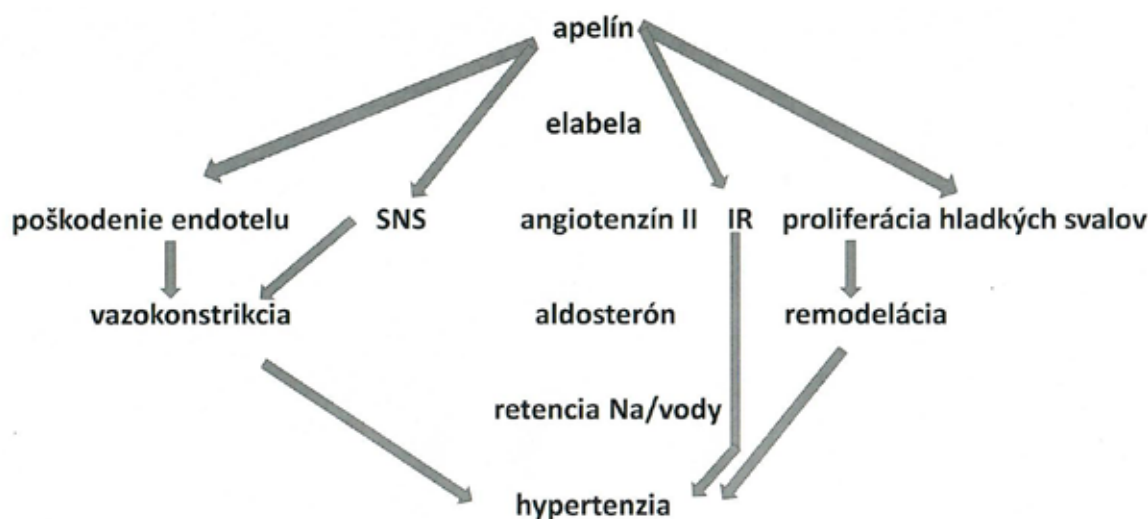 apelín
elabela
poškodenie endotelu SNS angiotenzín II IR proliferácia hladkých svalov
vazokonstrikcia aldosterón remodelácia
retencia Na/vody
hypertenzia